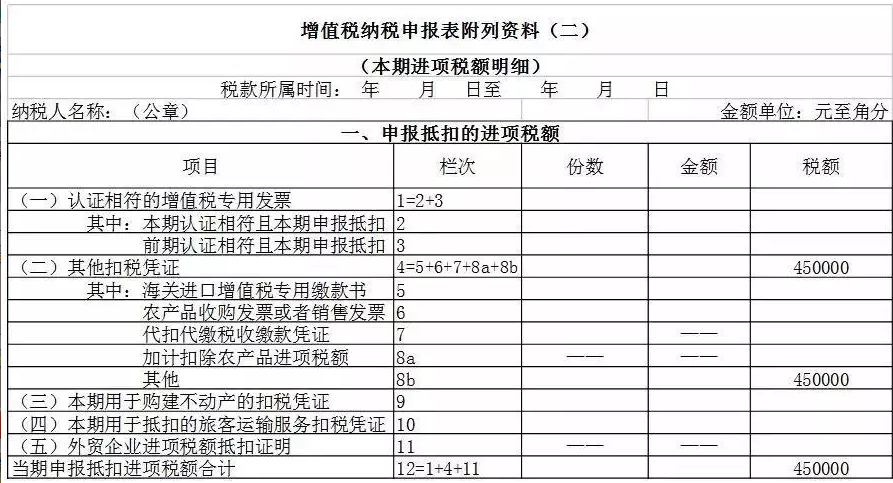 增值税纳税申报表附列资料（二）
（本期进项税额明细）
税款所属时间： 年 月 日至 年 月 日
纳税人名称：（公章） 金额单位：元至角分
一、申报抵扣的进项税额
项目 栏次 份数 金额 税额
（一）认证相符的增值税专用发票 1=2+3
其中：本期认证相符且本期申报抵扣 2
前期认证相符且本期申报抵扣 3
（二）其他扣税凭证 4=5+6+7+8a+8b 450000
其中：海关进口增值税专用缴款书 5
农产品收购发票或者销售发票 6
代扣代缴税收缴款凭证 7 ——
加计扣除农产品进项税额 8a —— ——
其他 8b 450000
（三）本期用于购建不动产的扣税凭证 9
（四）本期用于抵扣的旅客运输服务扣税凭证 10
（五）外贸企业进项税额抵扣证明 11 —— ——
当期申报抵扣进项税额合计 12=1+4+11 450000